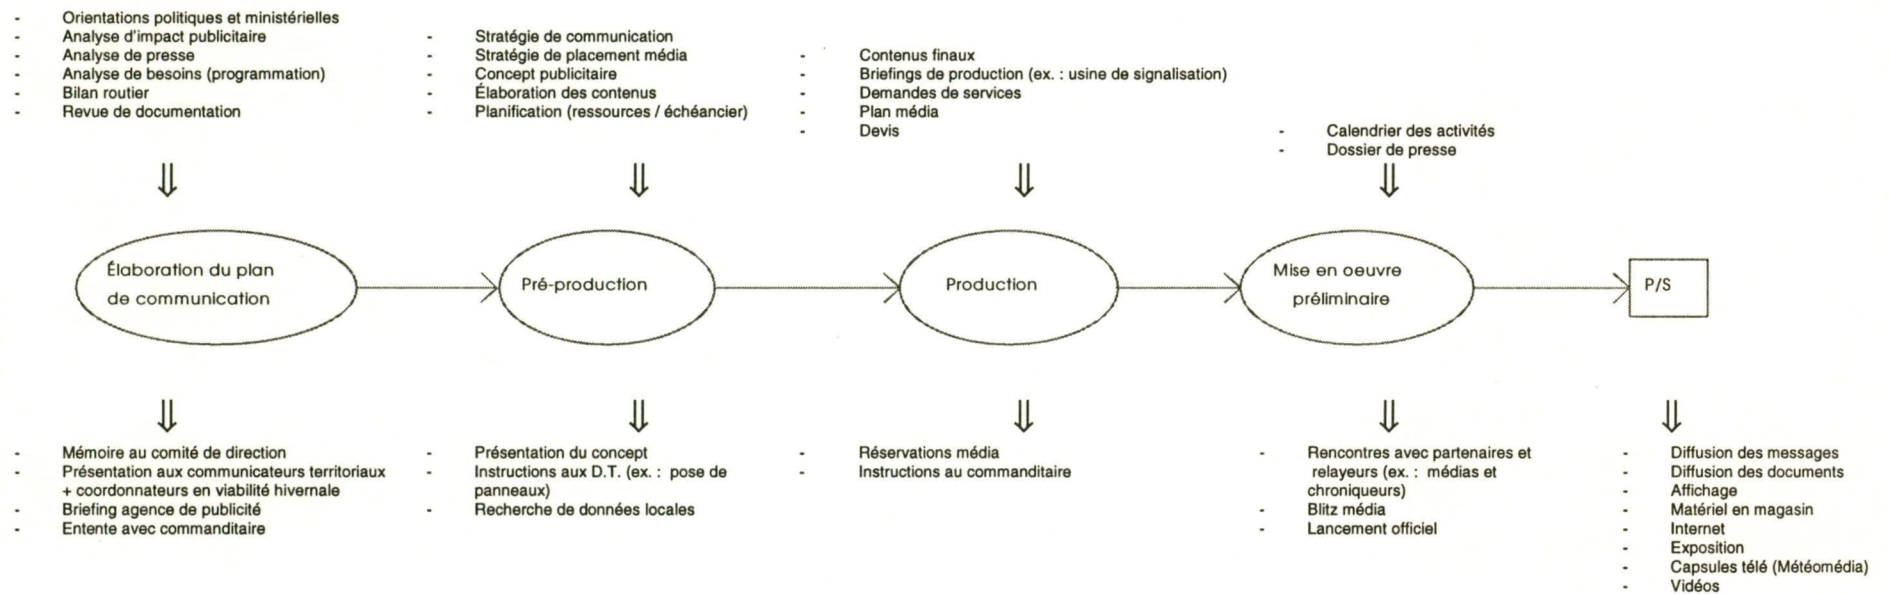 - Orientations politiques et ministérielles
- Analyse d'impact publicitaire
- Analyse de presse
- Analyse de besoins (programmation)
- Bilan routier
- Revue de documentation
- Stratégie de communication
- Stratégie de placement média
- Concept publicitaire
- Élaboration des contenus
- Planification (ressources / échéancier)
- Contenus finaux
- Briefings de production (ex. : usine de signalisation)
- Demandes de services
- Plan média
- Devis
- Calendrier des activités
- Dossier de presse
Élaboration du plan
de communication
Pré-production
Production
Mise en oeuvre
préliminaire
P/S
- Mémoire au comité de direction
- Présentation aux communicateurs territoriaux
+ coordonnateurs en viabilité hivernale
- Briefing agence de publicité
- Entente avec commanditaire
- Présentation du concept
- Instructions aux D.T. (ex. : pose de
panneaux)
- Recherche de données locales
- Réservations média
- Instructions au commanditaire
- Rencontres avec partenaires et
relayeurs (ex. : médias et
chroniqueurs)
- Blitz média
- Lancement officiel
- Diffusion des messages
- Diffusion des documents
- Affichage
- Matériel en magasin
- Internet
- Exposition
- Capsules télé (Météomédia)
- Vidéos